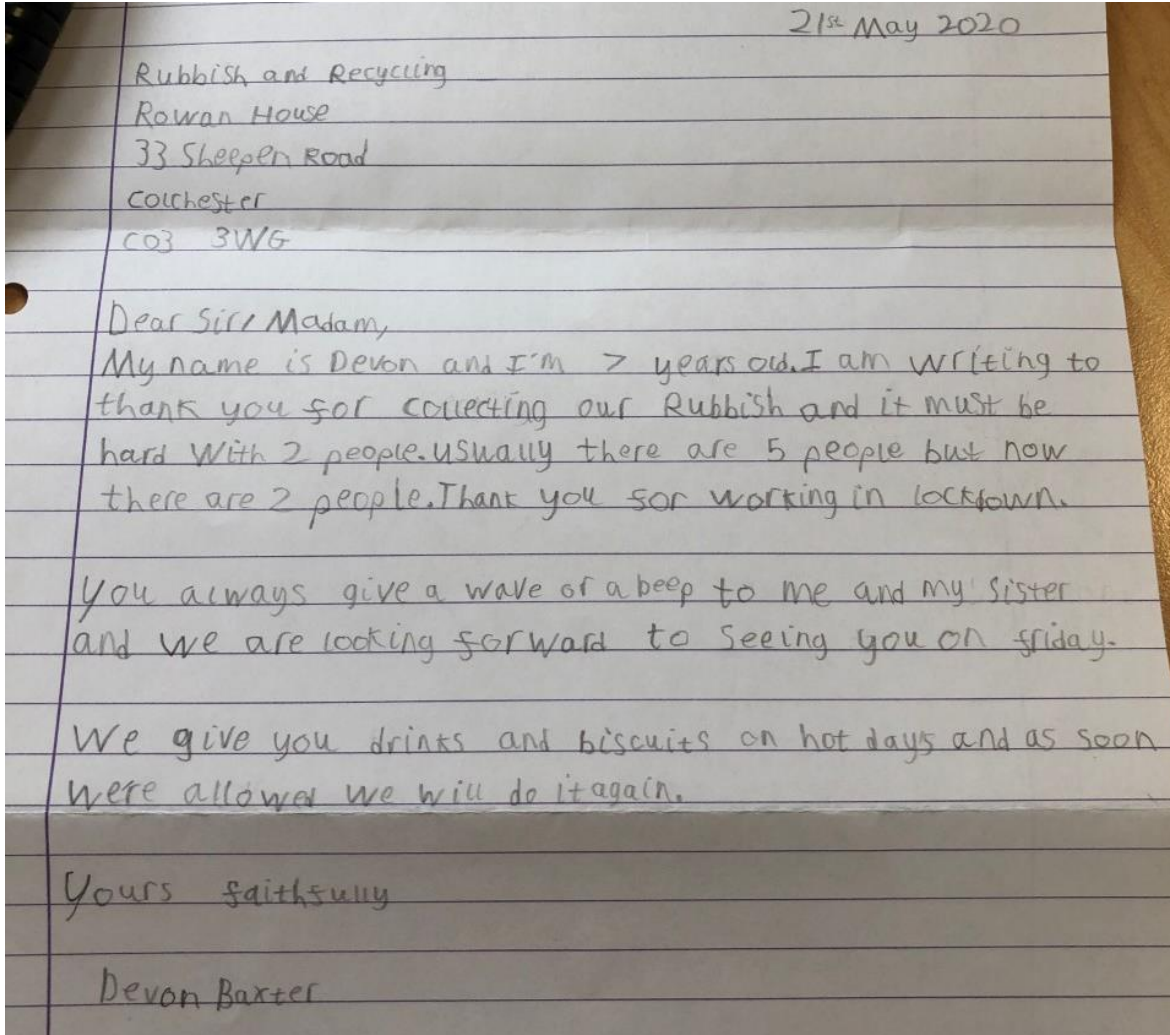 21st May 2020
Rubbish and Recycling
Rowan House
33 Sheepen Road
Colchester
CO3 3WG
Dear Sir/Madam,
My name is Devon and I'm 7 years old. I am writing to
thank you for collecting our Rubbish and it must be
hard With 2 people. usually there are 5 people but now
there are 2 people. Thank you for working in lockdown.
You always give a wave or a beep to me and my sister
and we are looking forward to seeing you on friday.
We give you drinks and biscuits on hot days and as soon
were allowed we will do it again.
Yours faithfully
Devon Baxter